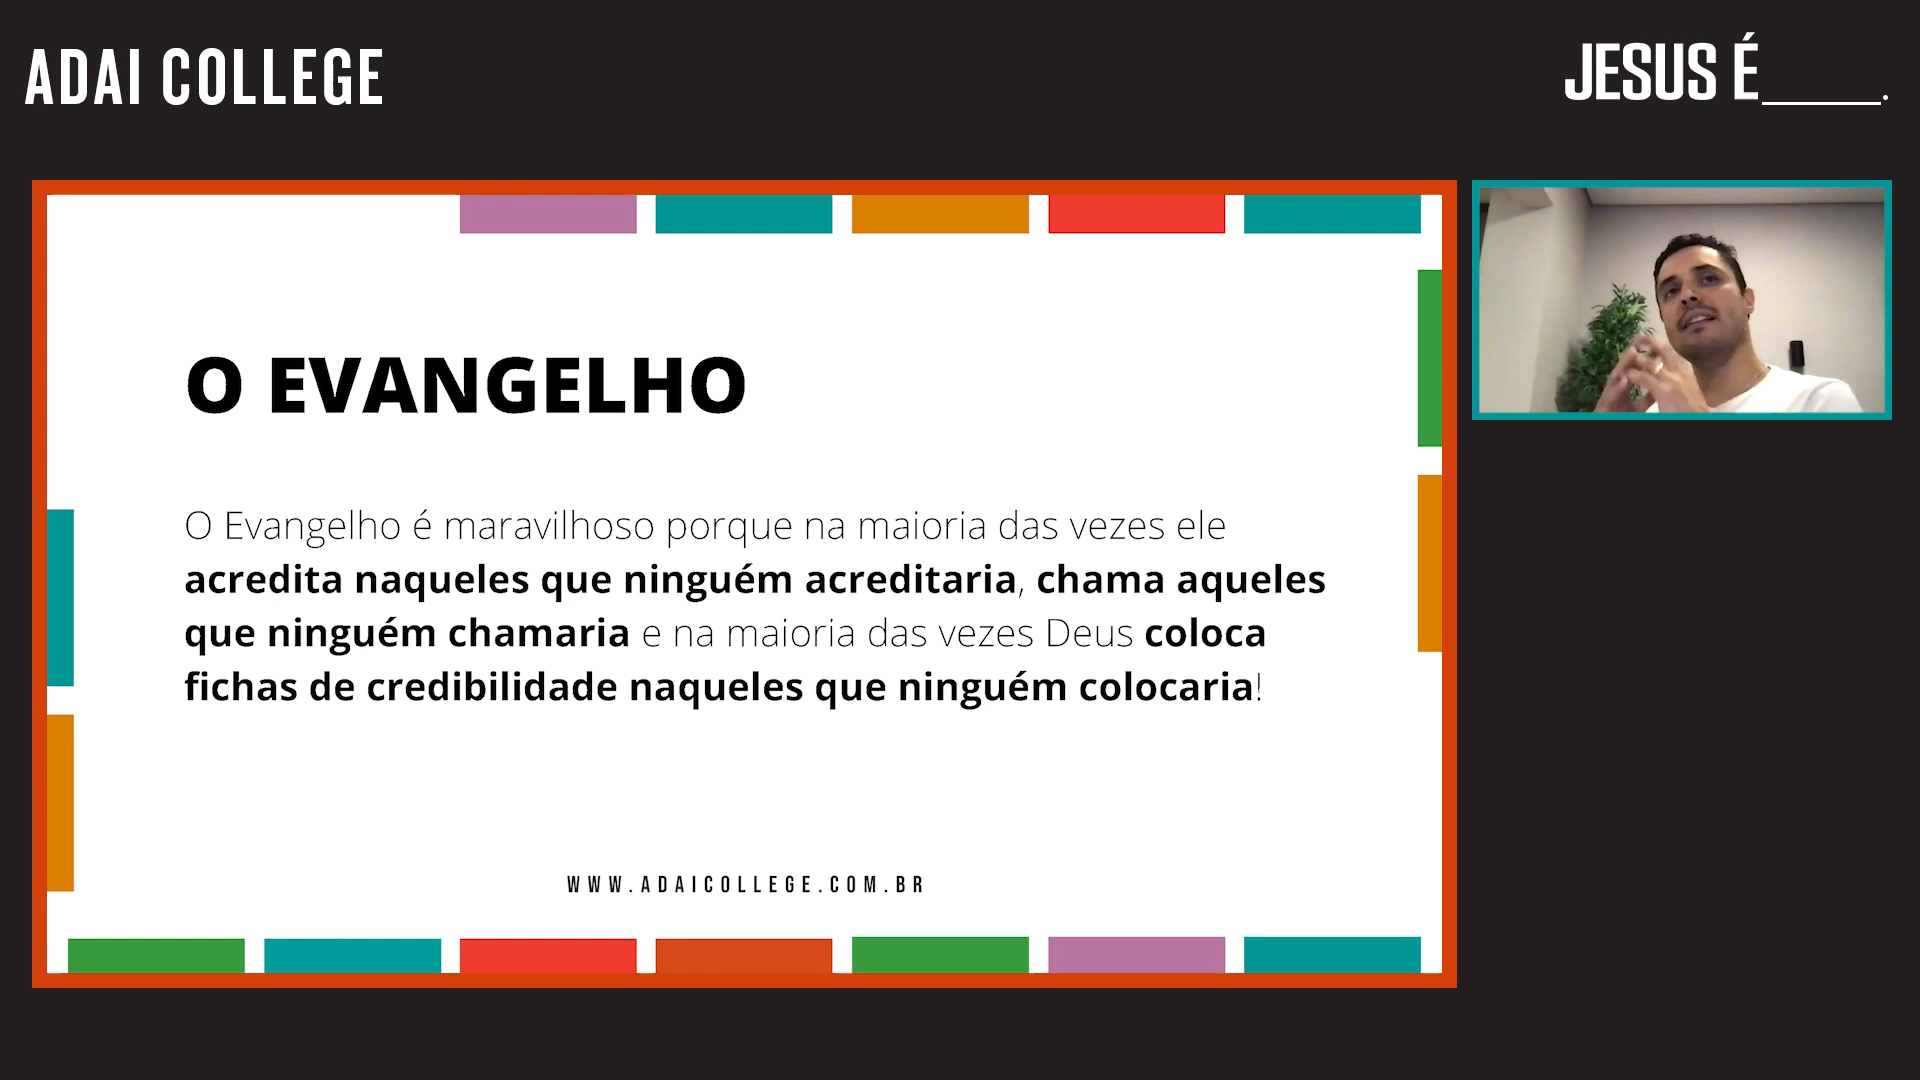 ADAI COLLEGE
JESUS É_____.
O EVANGELHO
O Evangelho é maravilhoso porque na maioria das vezes ele
acredita naqueles que ninguém acreditaria, chama aqueles
que ninguém chamaria e na maioria das vezes Deus coloca
fichas de credibilidade naqueles que ninguém colocaria!
WWW.ADAICOLLEGE.COM.BR